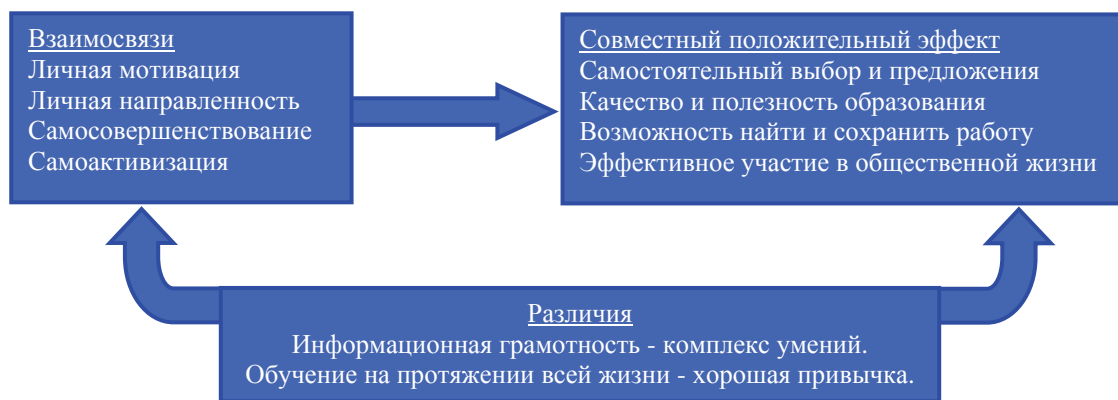 Взаимосвязи
Личная мотивация
Личная направленность
Самосовершенствование
Самоактивизация
Совместный положительный эффект
Самостоятельный выбор и предложения
Качество и полезность образования
Возможность найти и сохранить работу
Эффективное участие в общественной жизни
Различия
Информационная грамотность - комплекс умений.
Обучение на протяжении всей жизни - хорошая привычка.